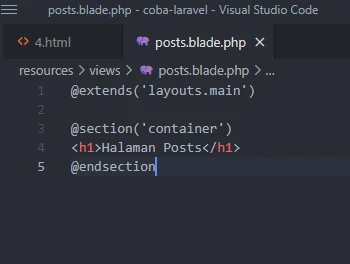 posts.blade.php - coba-laravel - Visual Studio Code
<> 4.html posts.blade.php ×
resources > views > posts.blade.php > ...
1 @extends('layouts.main')
2
3 @section('container')
4 <h1>Halaman Posts</h1>
5 @endsection